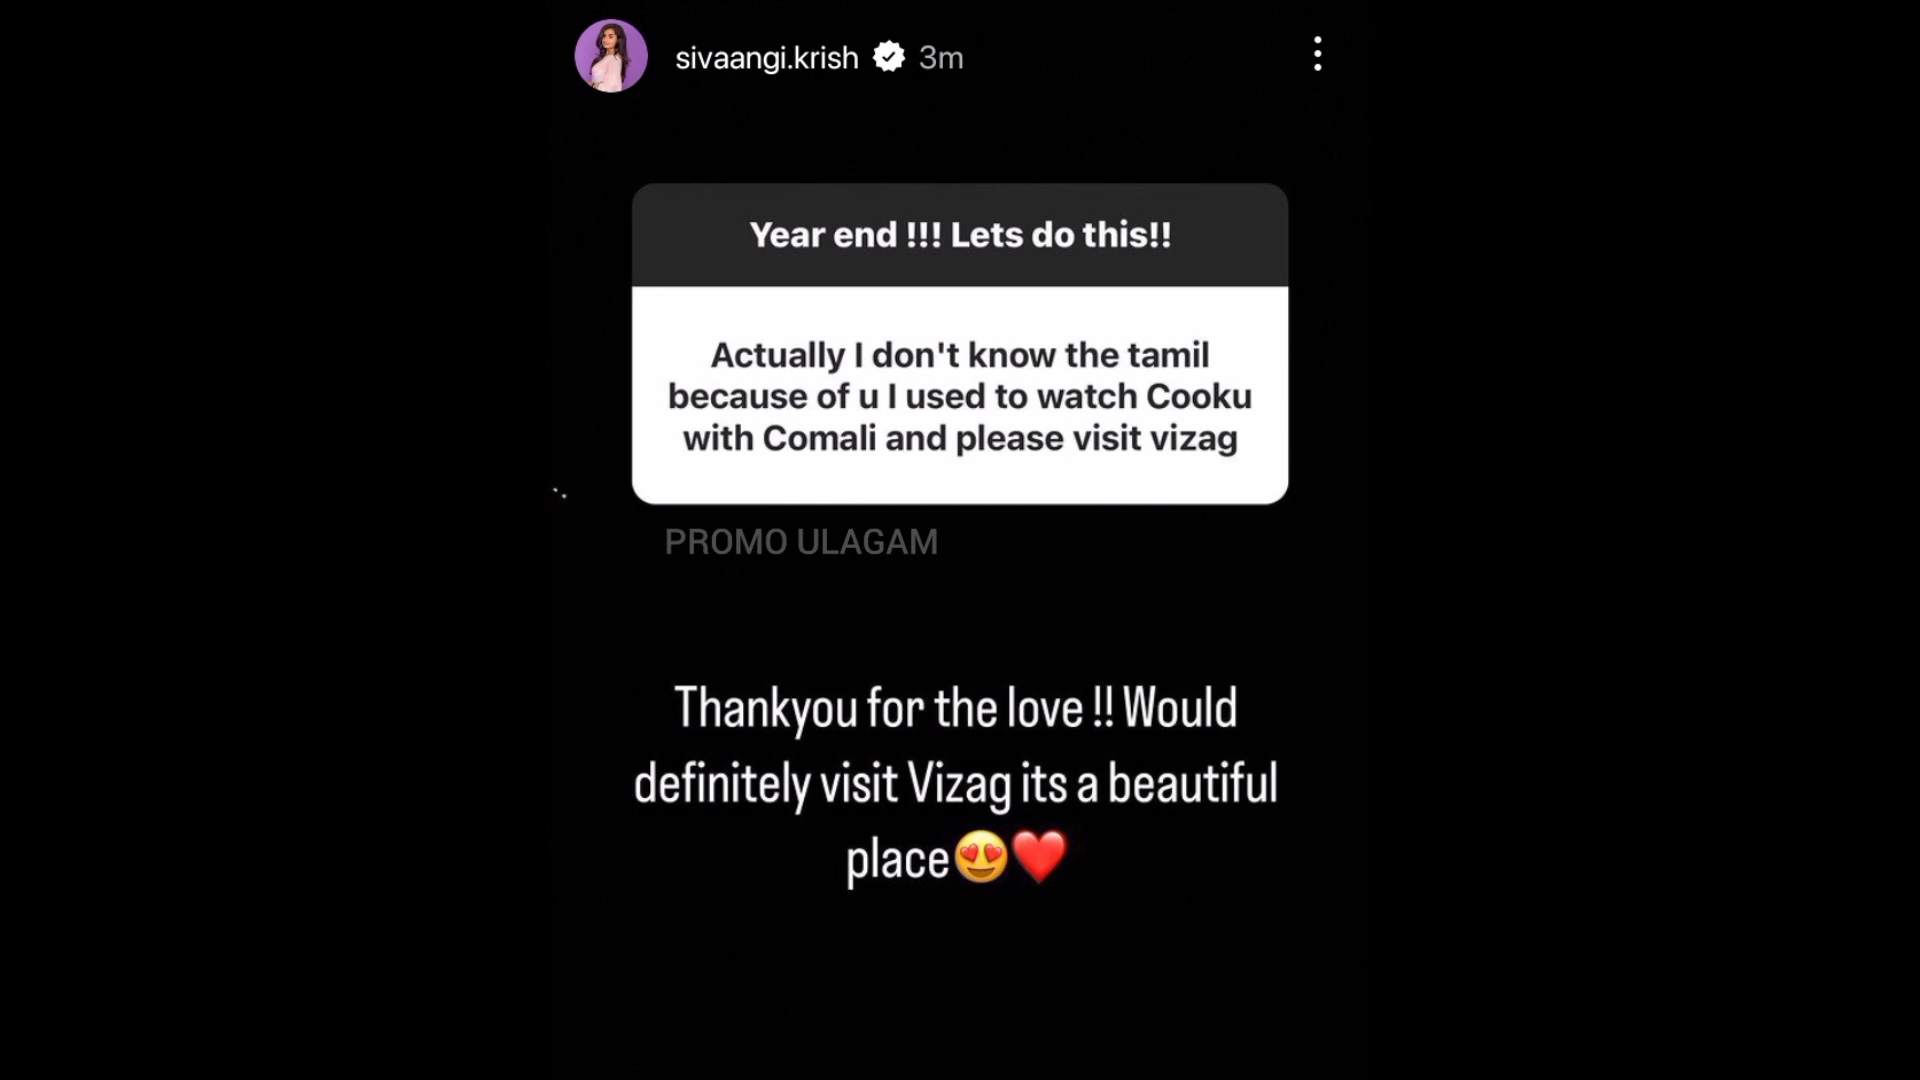 sivaangi.krish 3m
Year end !!! Lets do this!!
Actually I don't know the tamil
because of u I used to watch Cooku
with Comali and please visit vizag
PROMO ULAGAM
Thankyou for the love !! Would
definitely visit Vizag its a beautiful
place😍❤️